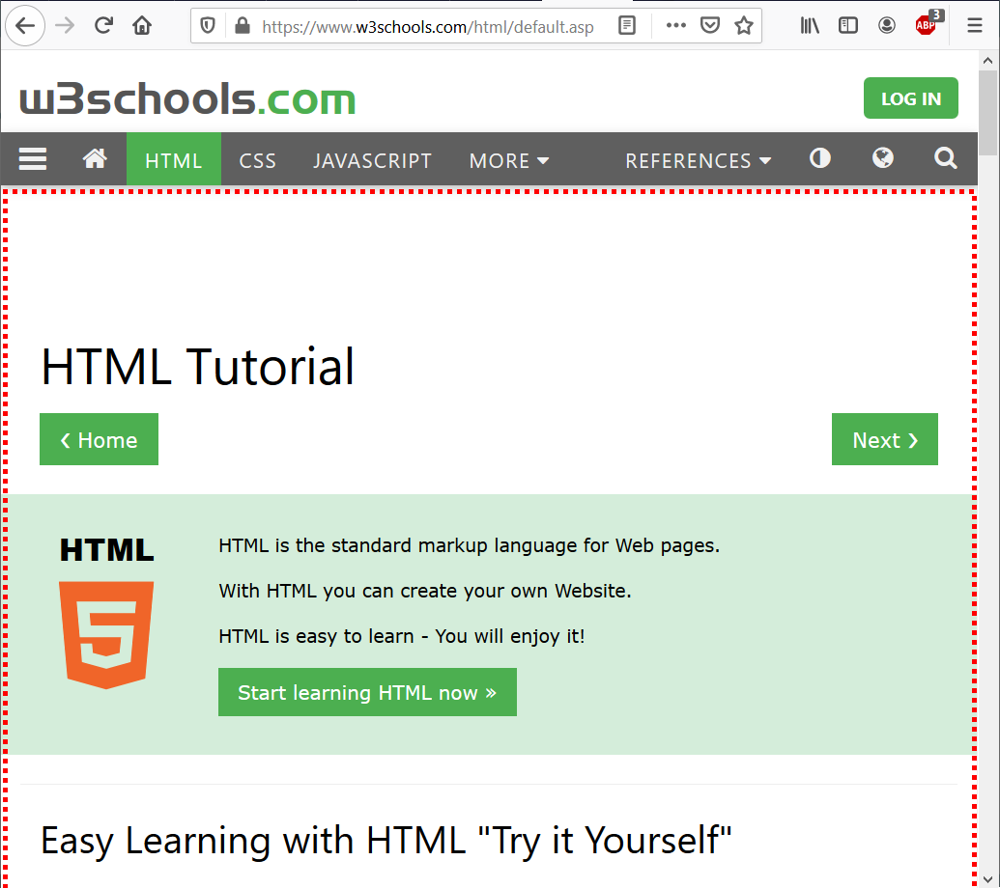 https://www.w3schools.com/html/default.asp
ABP
3
w3schools.com
LOG IN
HTML CSS JAVASCRIPT MORE REFERENCES
HTML Tutorial
❮ Home Next ❯
HTML
5
HTML is the standard markup language for Web pages.
With HTML you can create your own Website.
HTML is easy to learn - You will enjoy it!
Start learning HTML now »
Easy Learning with HTML "Try it Yourself"